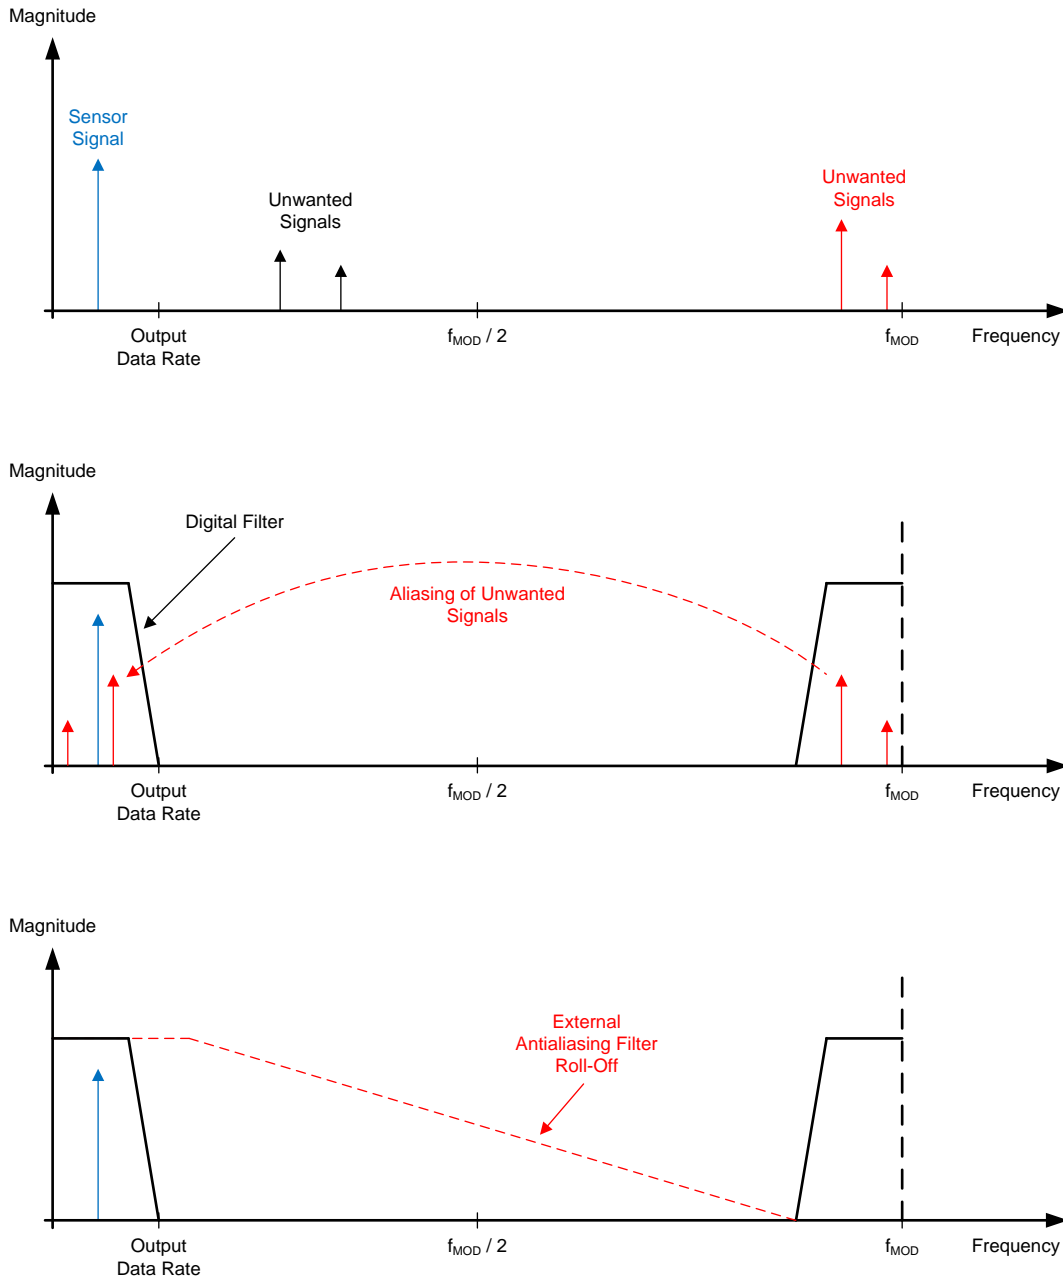 Magnitude
Sensor
Signal
Unwanted
Signals
Unwanted
Signals
Output
Data Rate
fMOD / 2
fMOD
Frequency
Magnitude
Digital Filter
Aliasing of Unwanted
Signals
Output
Data Rate
fMOD / 2
fMOD
Frequency
Magnitude
External
Antialiasing Filter
Roll-Off
Output
Data Rate
fMOD / 2
fMOD
Frequency